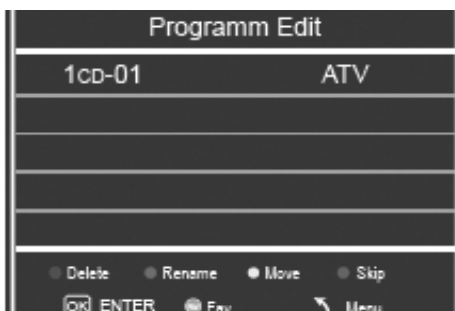 Programm Edit
1CD-01 ATV
Delete Rename Move Skip
OK ENTER Fav Menu